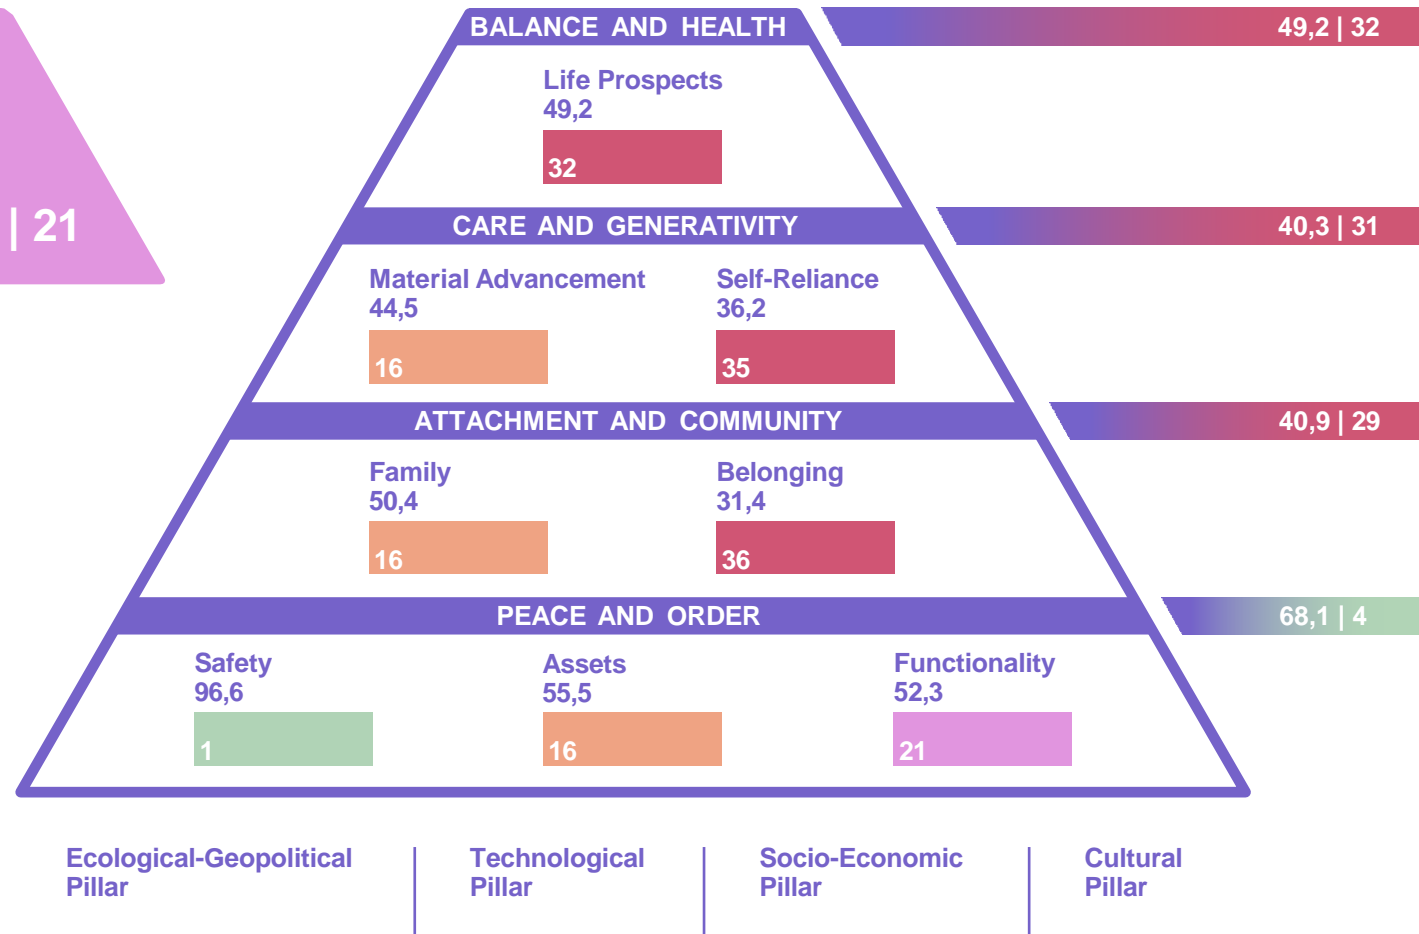 BALANCE AND HEALTH
49,2 | 32
Life Prospects
49,2
32
| 21
CARE AND GENERATIVITY
40,3 | 31
Material Advancement
44,5
16
Self-Reliance
36,2
35
ATTACHMENT AND COMMUNITY
40,9 | 29
Family
50,4
16
Belonging
31,4
36
PEACE AND ORDER
68,1 | 4
Safety
96,6
1
Assets
55,5
16
Functionality
52,3
21
Ecological-Geopolitical
Pillar
Technological
Pillar
Socio-Economic
Pillar
Cultural
Pillar